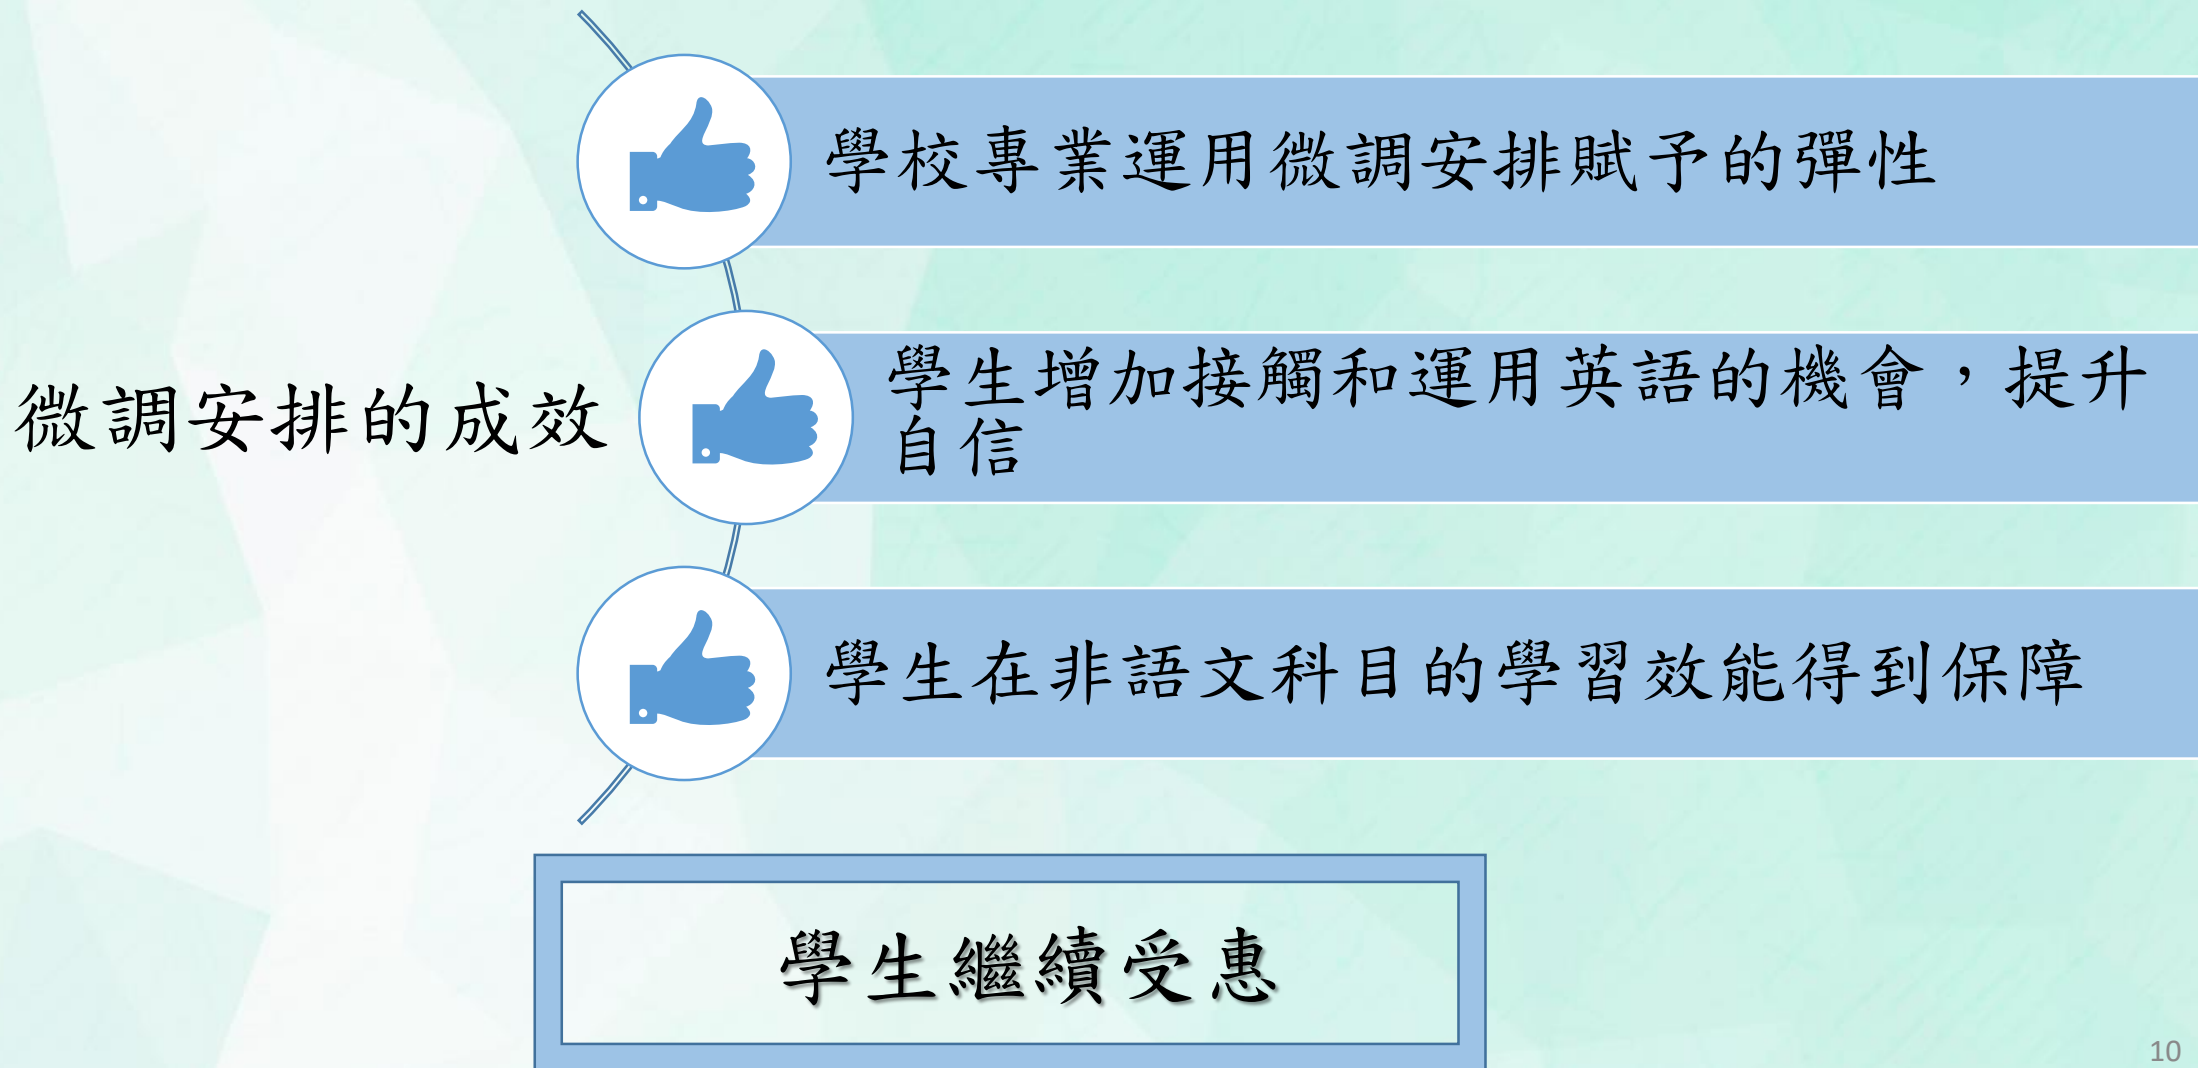 微調安排的成效
學校專業運用微調安排賦予的彈性
學生增加接觸和運用英語的機會，提升
自信
學生在非語文科目的學習效能得到保障
學生繼續受惠
10